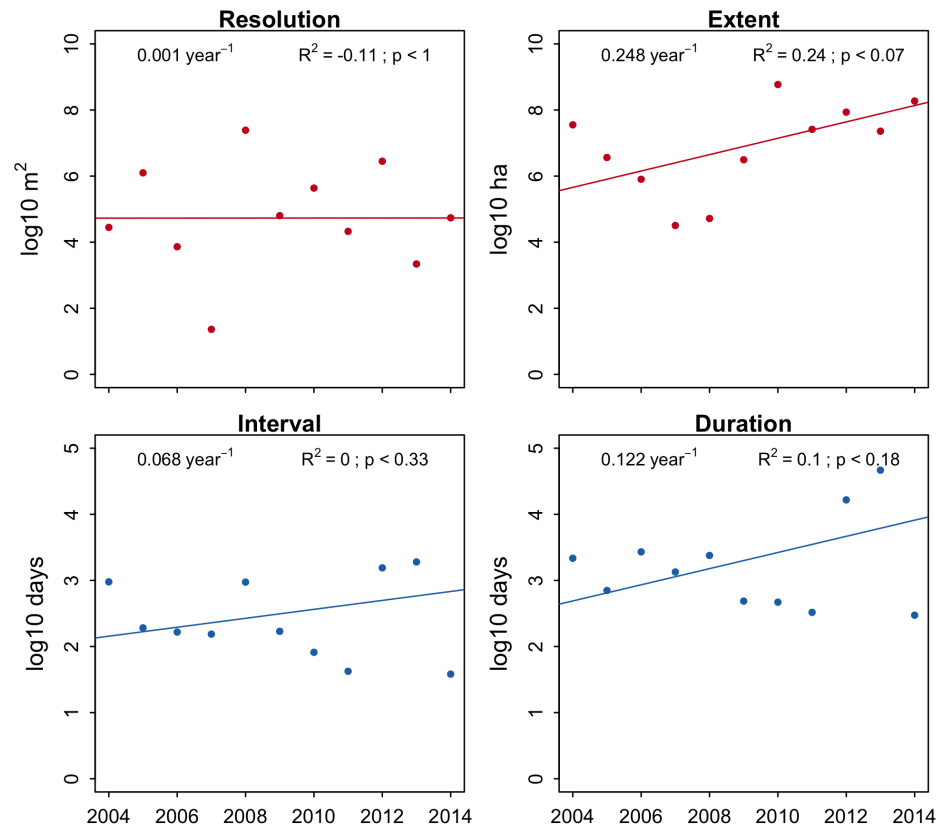 Resolution
0.001 year⁻¹ R² = -0.11 ; p < 1
log10 m²
10
8
6
4
2
0
Extent
0.248 year⁻¹ R² = 0.24 ; p < 0.07
log10 ha
10
8
6
4
2
0
Interval
0.068 year⁻¹ R² = 0 ; p < 0.33
log10 days
5
4
3
2
1
0
2004 2006 2008 2010 2012 2014
Duration
0.122 year⁻¹ R² = 0.1 ; p < 0.18
log10 days
5
4
3
2
1
0
2004 2006 2008 2010 2012 2014